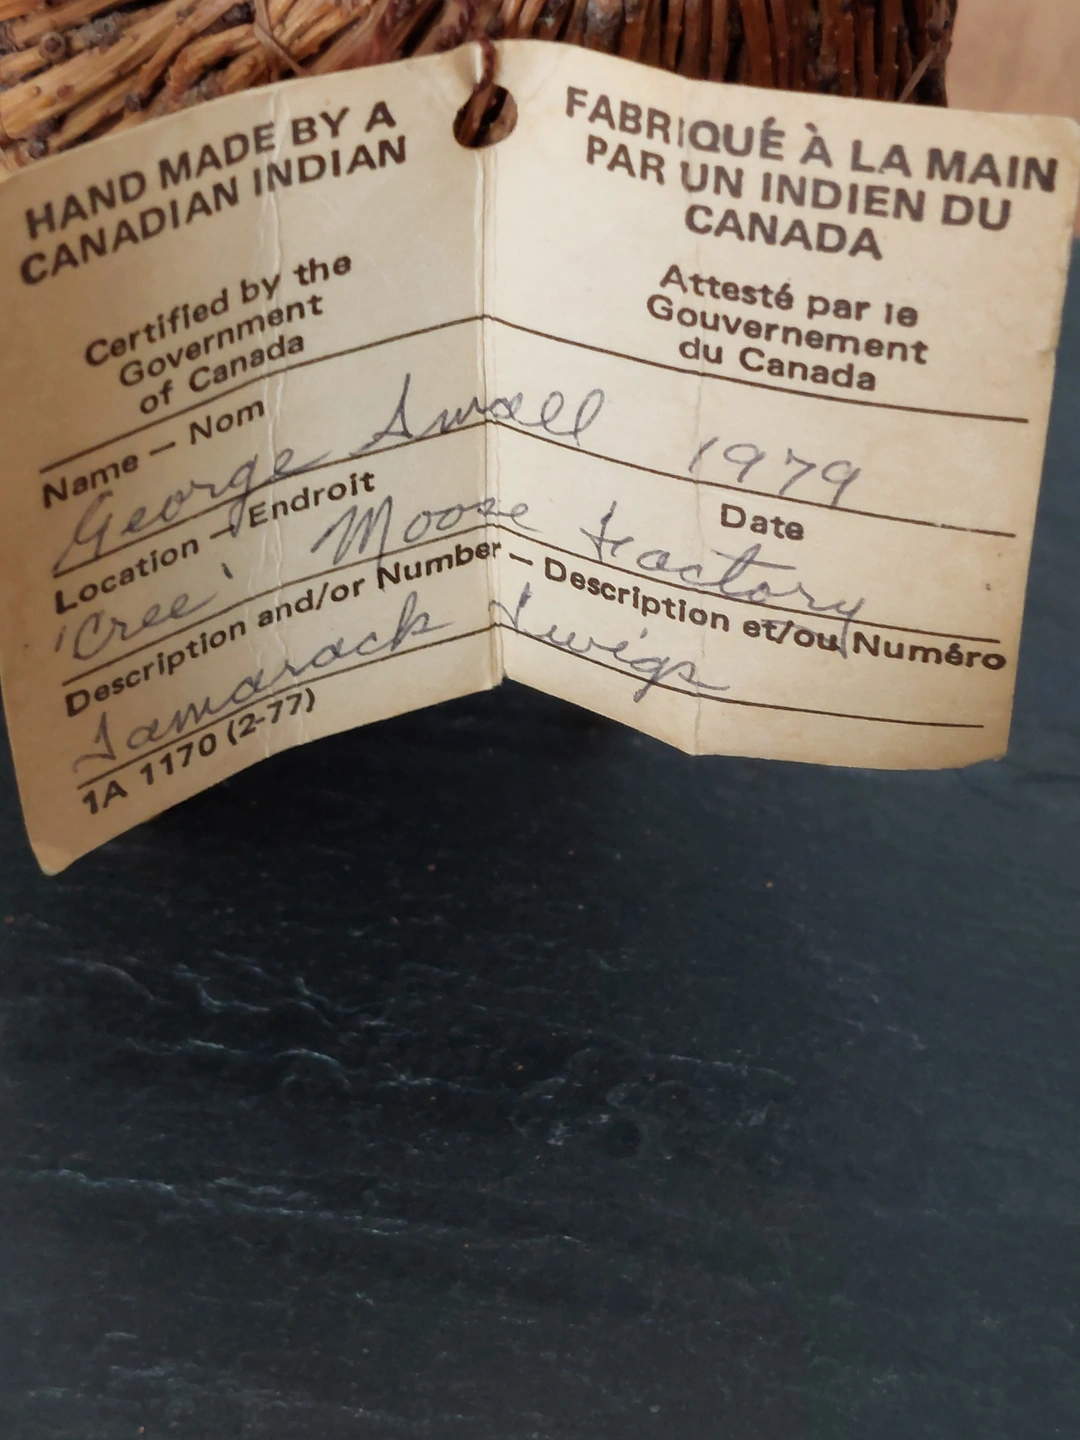 HAND MADE BY A
CANADIAN INDIAN
Certified by the
Government
of Canada
FABRIQUÉ À LA MAIN
PAR UN INDIEN DU
CANADA
Attesté par le
Gouvernement
du Canada
Name – Nom
George Small 1979
Date
Location – Endroit
'Cree' Moose Factory
Description and/or Number – Description et/ou Numéro
Tamarack Twigs
1A 1170 (2-77)